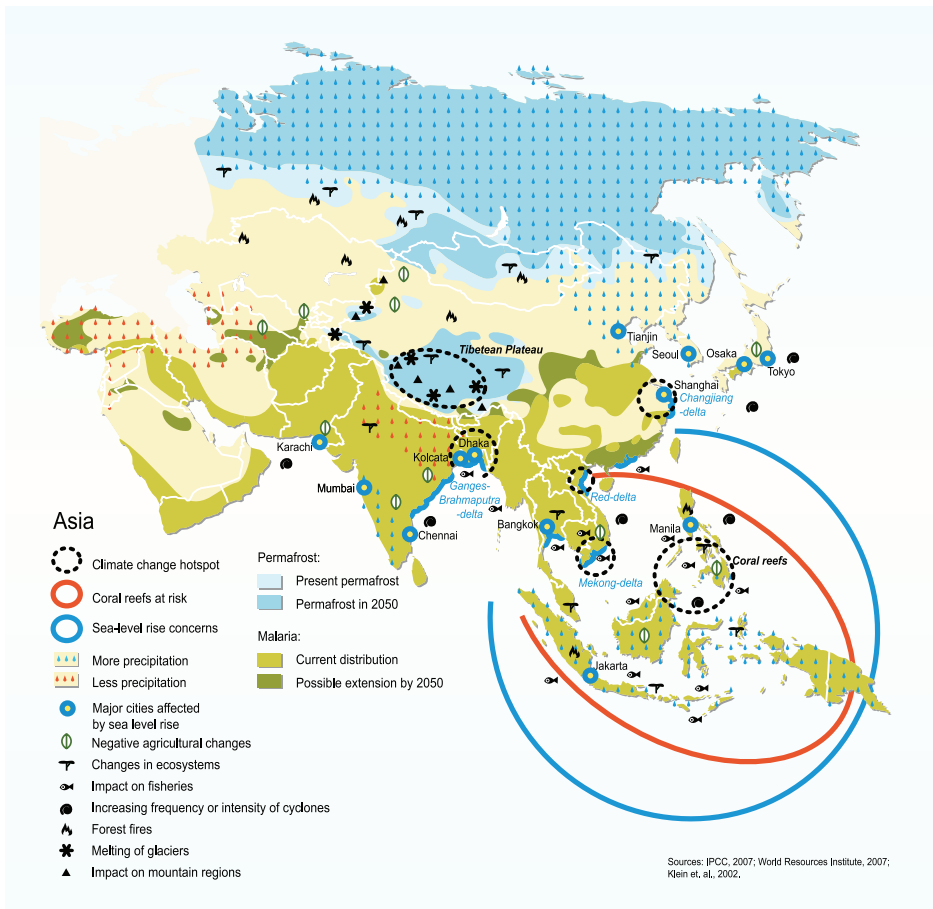 Tibetean Plateau
Tianjin
Seoul
Osaka
Tokyo
Shanghai
Changjiang
-delta
Karachi
Dhaka
Kolcata
Mumbai
Ganges-
Brahmaputra
-delta
Chennai
Red-delta
Bangkok
Manila
Coral reefs
Mekong-delta
Jakarta
Asia
Climate change hotspot
Coral reefs at risk
Sea-level rise concerns
More precipitation
Less precipitation
Major cities affected
by sea level rise
Negative agricultural changes
Changes in ecosystems
Impact on fisheries
Increasing frequency or intensity of cyclones
Forest fires
Melting of glaciers
Impact on mountain regions
Permafrost:
Present permafrost
Permafrost in 2050
Malaria:
Current distribution
Possible extension by 2050
Sources: IPCC, 2007; World Resources Institute, 2007;
Klein et. al., 2002.